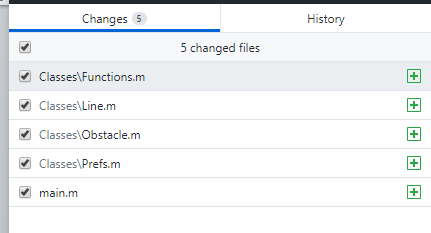 Changes 5 History
5 changed files
Classes\Functions.m
Classes\Line.m
Classes\Obstacle.m
Classes\Prefs.m
main.m